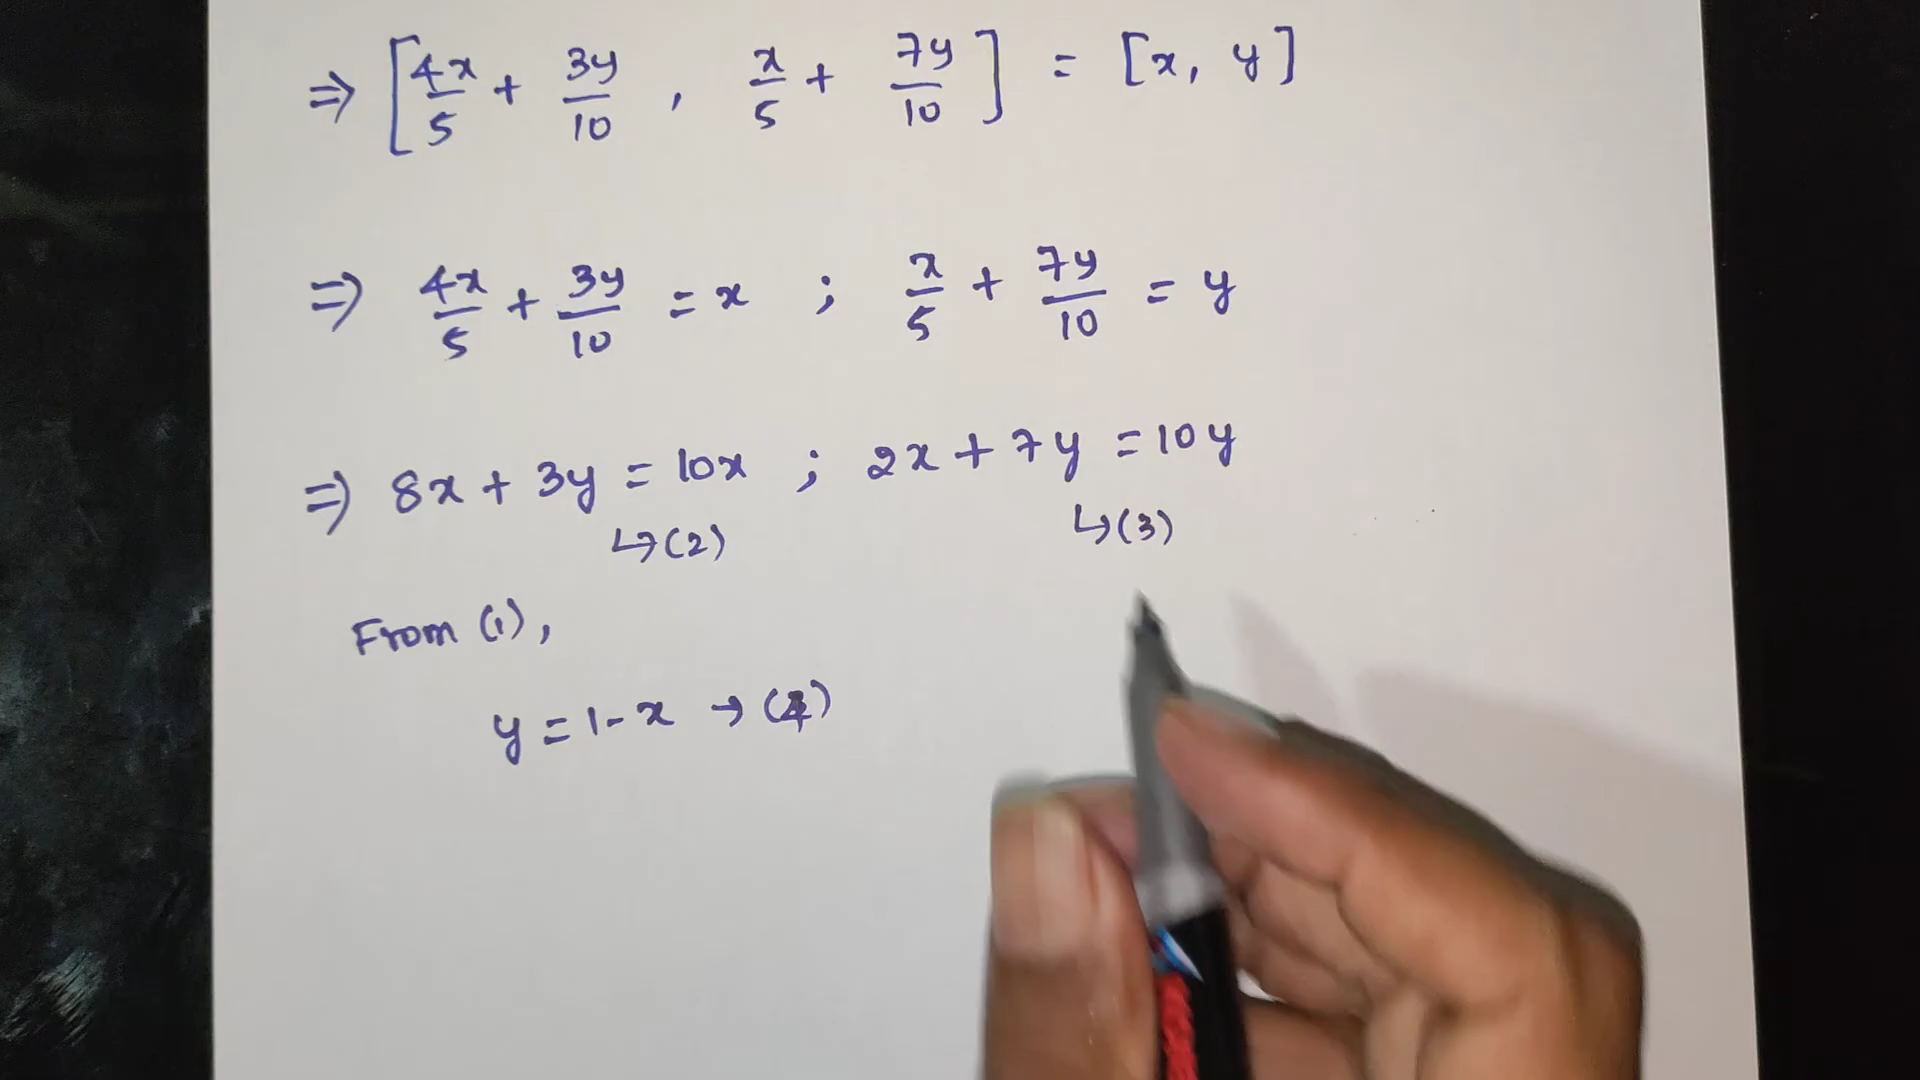 ⇒ [4x/5 + 3y/10 , x/5 + 7y/10] = [x, y]
⇒ 4x/5 + 3y/10 = x ; x/5 + 7y/10 = y
⇒ 8x + 3y = 10x ; 2x + 7y = 10y
↳(2) ↳(3)
From (1),
y = 1 - x → (4)